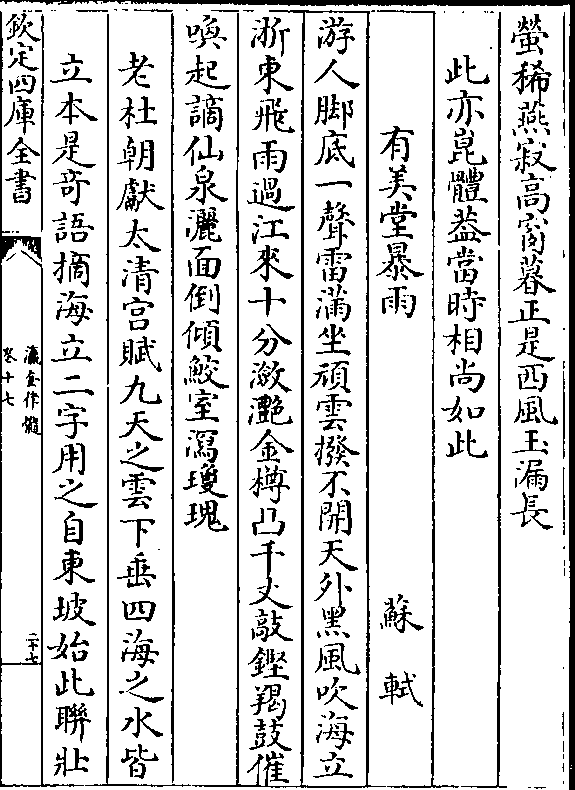 螢稀燕寂高窗暮正是西風玉漏長
此亦崑體葢當時相尚如此
有美堂暴雨　蘇軾
游人脚底一聲雷滿坐頑雲撥不開天外黑風吹海立
浙東飛雨過江來十分潋灔金樽凸千丈敲鏗羯鼓催
喚起謫仙泉灑面倒傾鮫室瀉瓊瑰
老杜朝獻太清宫賦九天之雲下垂四海之水皆
立本是奇語摘海立二字用之自東坡始此聯壯
欽定四庫全書
瀛奎律髓
卷十七
二十七